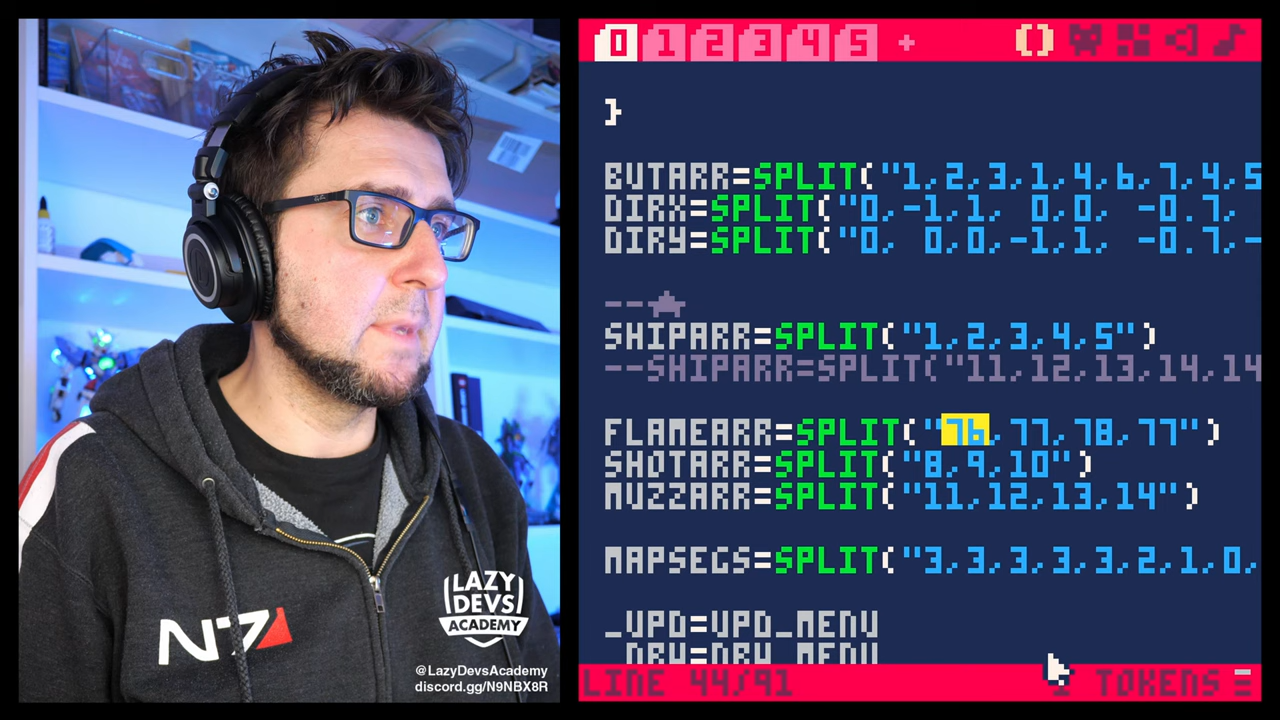 N7
LAZY
DEVS
ACADEMY
@LazyDevsAcademy
discord.gg/N9NBX8R
0 1 2 3 4 5 +
}
BUTARR=SPLIT("1,2,3,1,4,6,7,4,5
DIRX=SPLIT("0,-1,1, 0,0, -0.7,
DIRY=SPLIT("0, 0,0,-1,1, -0.7,-
--
SHIPARR=SPLIT("1,2,3,4,5")
--SHIPARR=SPLIT("11,12,13,14,14
FLAMEARR=SPLIT("76,77,78,77")
SHOTARR=SPLIT("8,9,10")
MUZZARR=SPLIT("11,12,13,14")
MAPSEGS=SPLIT("3,3,3,3,3,2,1,0,
_UPD=UPD_MENU
_DRW=DRW_MENU
LINE 44/91
TOKENS